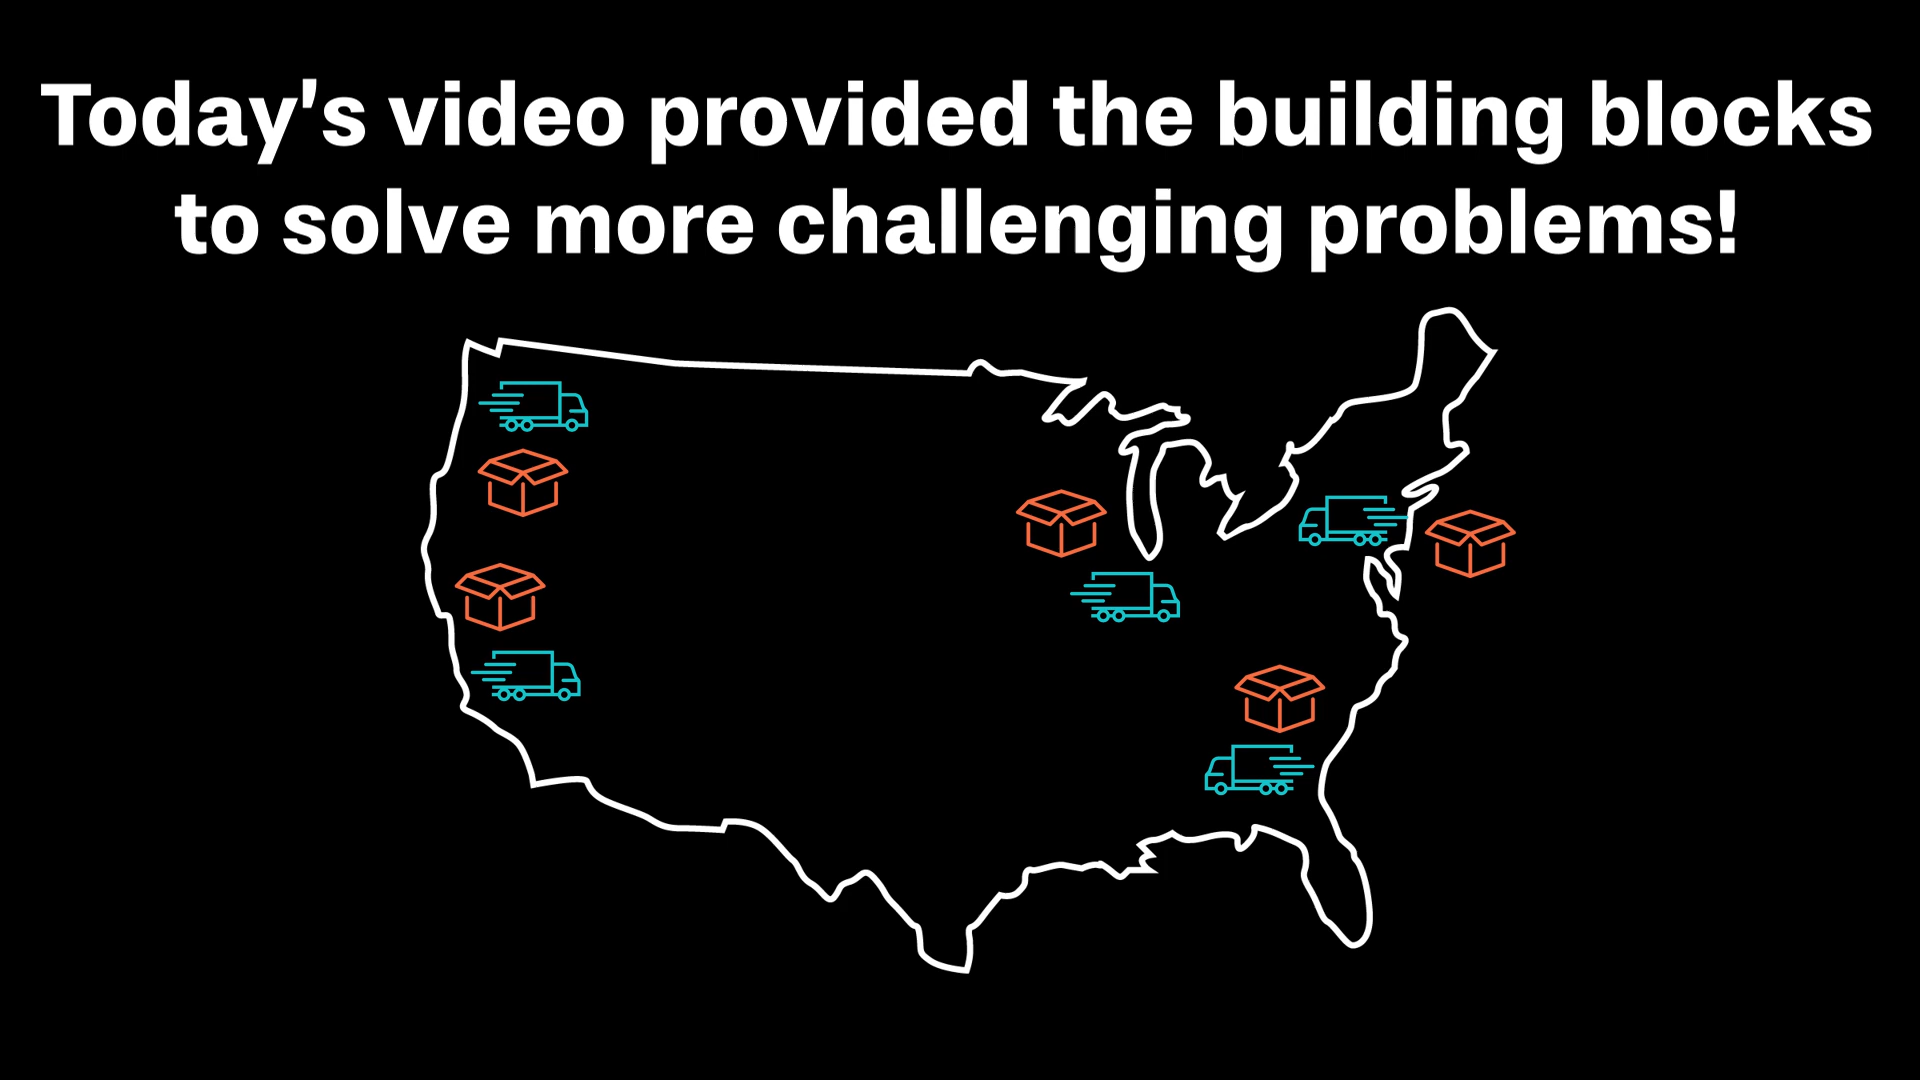 Today's video provided the building blocks
to solve more challenging problems!